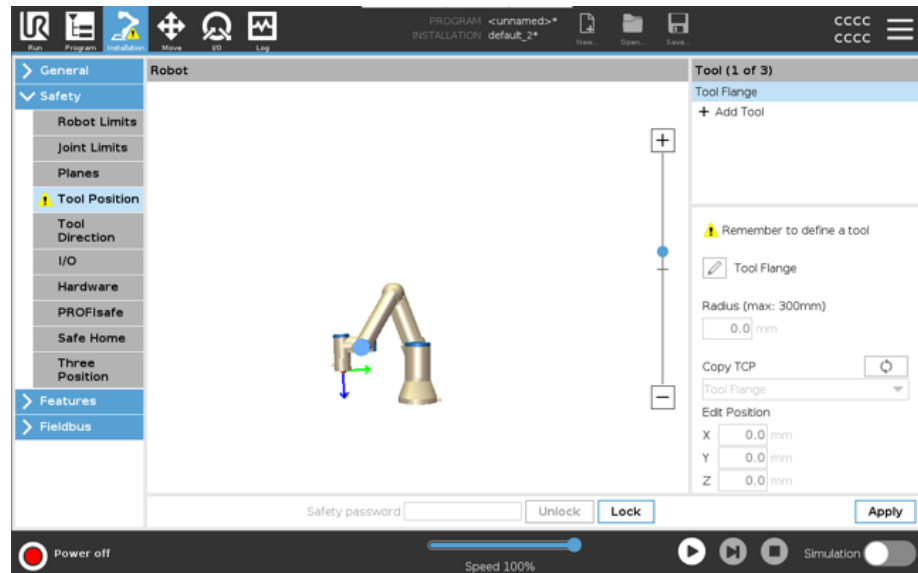 PROGRAM <unnamed>*
INSTALLATION default_2*
cccc
cccc
Run
Program
Installation
Move
I/O
Log
New...
Open...
Save...
General
Safety
Robot Limits
Joint Limits
Planes
Tool Position
Tool
Direction
I/O
Hardware
PROFIsafe
Safe Home
Three
Position
Features
Fieldbus
Robot
Tool (1 of 3)
Tool Flange
+ Add Tool
Remember to define a tool
Tool Flange
Radius (max: 300mm)
0.0 mm
Copy TCP
Tool Flange
Edit Position
X 0.0 mm
Y 0.0 mm
Z 0.0 mm
Safety password Unlock Lock
Apply
Power off
Speed 100%
Simulation